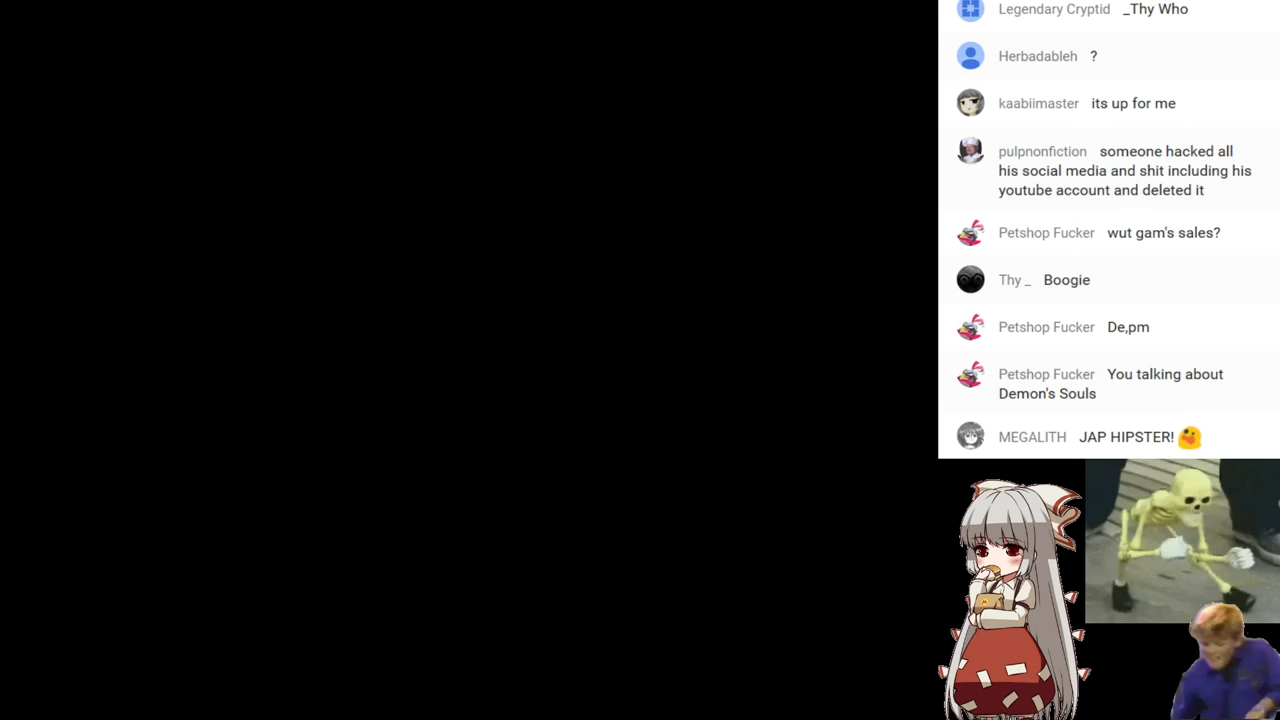 Legendary Cryptid _Thy Who
Herbadableh ?
kaabiimaster its up for me
pulpnonfiction someone hacked all
his social media and shit including his
youtube account and deleted it
Petshop Fucker wut gam's sales?
Thy _ Boogie
Petshop Fucker De,pm
Petshop Fucker You talking about
Demon's Souls
MEGALITH JAP HIPSTER!